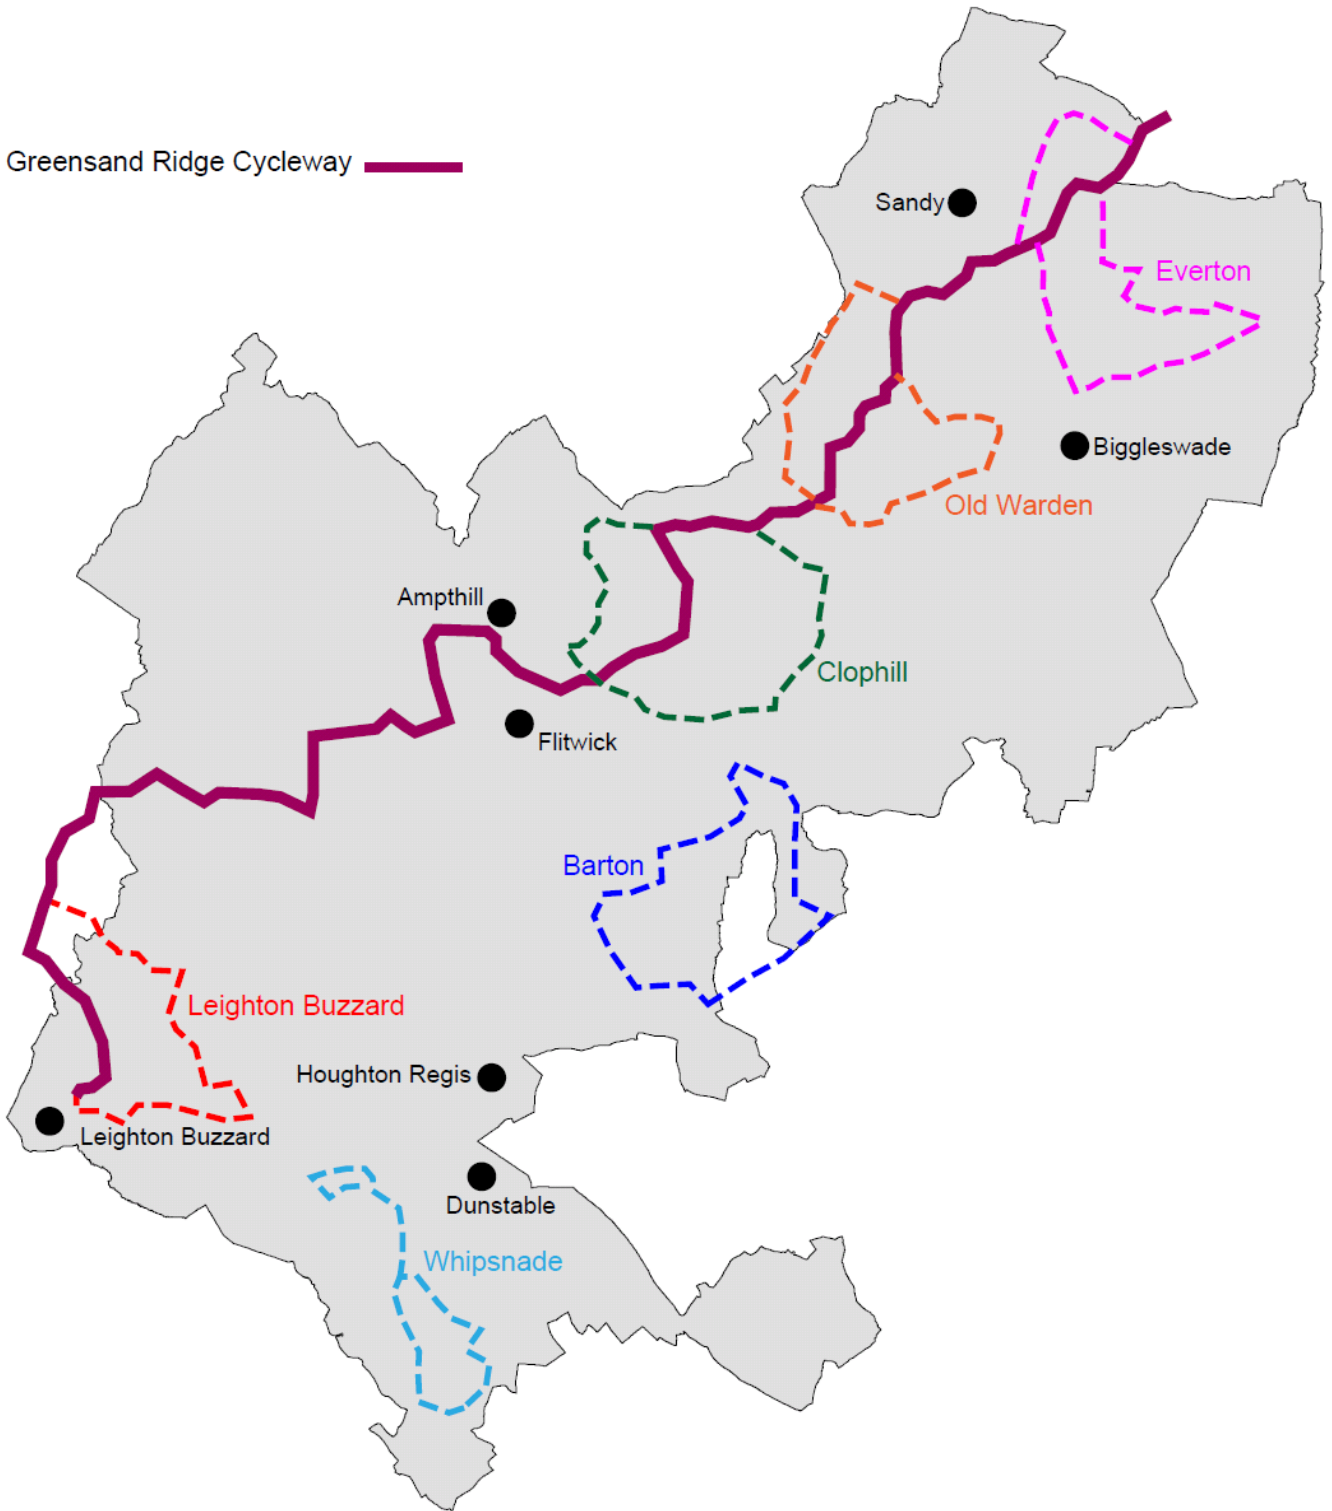 Greensand Ridge Cycleway
Sandy
Everton
Biggleswade
Old Warden
Ampthill
Clophill
Flitwick
Barton
Leighton Buzzard
Houghton Regis
Leighton Buzzard
Dunstable
Whipsnade